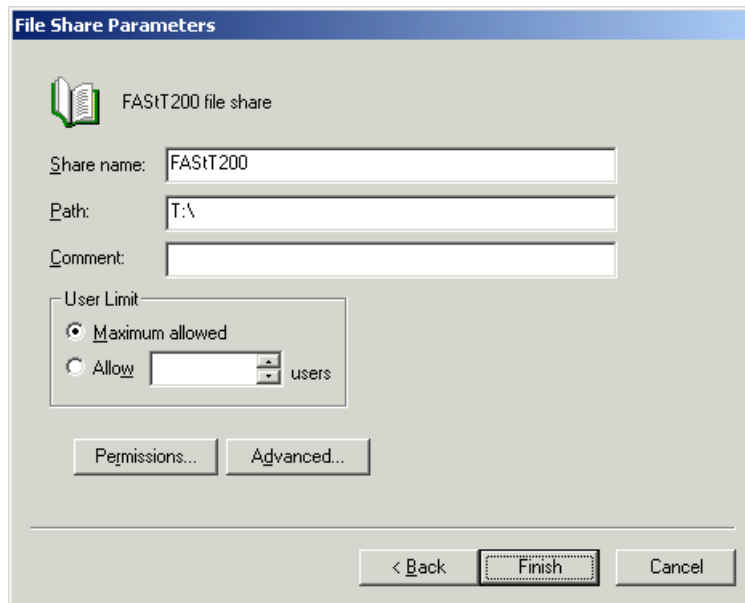 File Share Parameters
FAStT200 file share
Share name: FAStT200
Path: T:\
Comment:
User Limit
Maximum allowed
Allow users
Permissions... Advanced...
< Back Finish Cancel